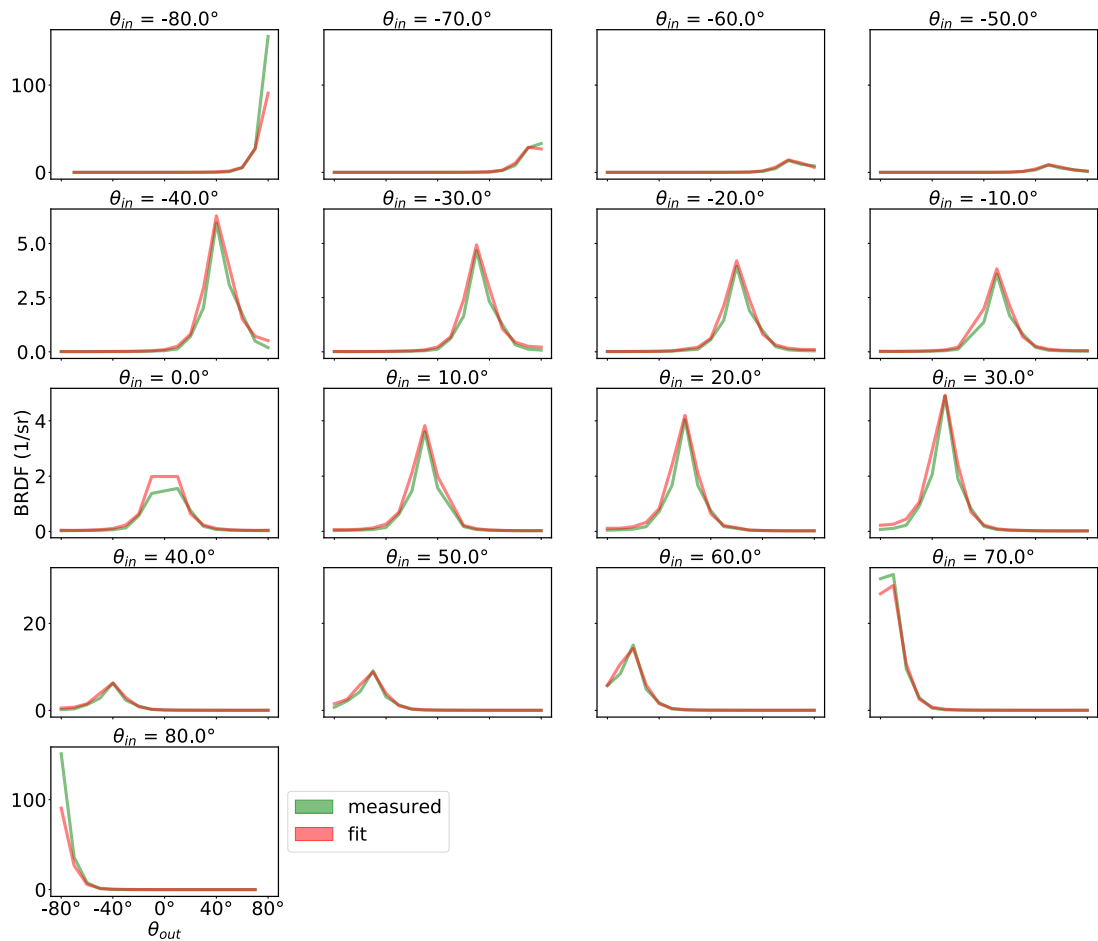 θin = -80.0° θin = -70.0° θin = -60.0° θin = -50.0°
100
0
θin = -40.0° θin = -30.0° θin = -20.0° θin = -10.0°
5.0
2.5
0.0
θin = 0.0° θin = 10.0° θin = 20.0° θin = 30.0°
4
2
0
BRDF (1/sr)
θin = 40.0° θin = 50.0° θin = 60.0° θin = 70.0°
20
0
θin = 80.0°
100
0
-80° -40° 0° 40° 80°
θout
measured
fit